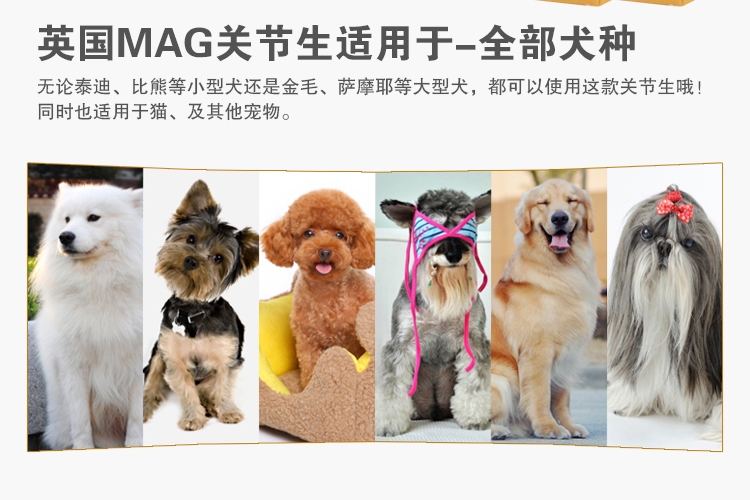 英国MAG关节生适用于-全部犬种
无论泰迪、比熊等小型犬还是金毛、萨摩耶等大型犬，都可以使用这款关节生哦！
同时也适用于猫、及其他宠物。